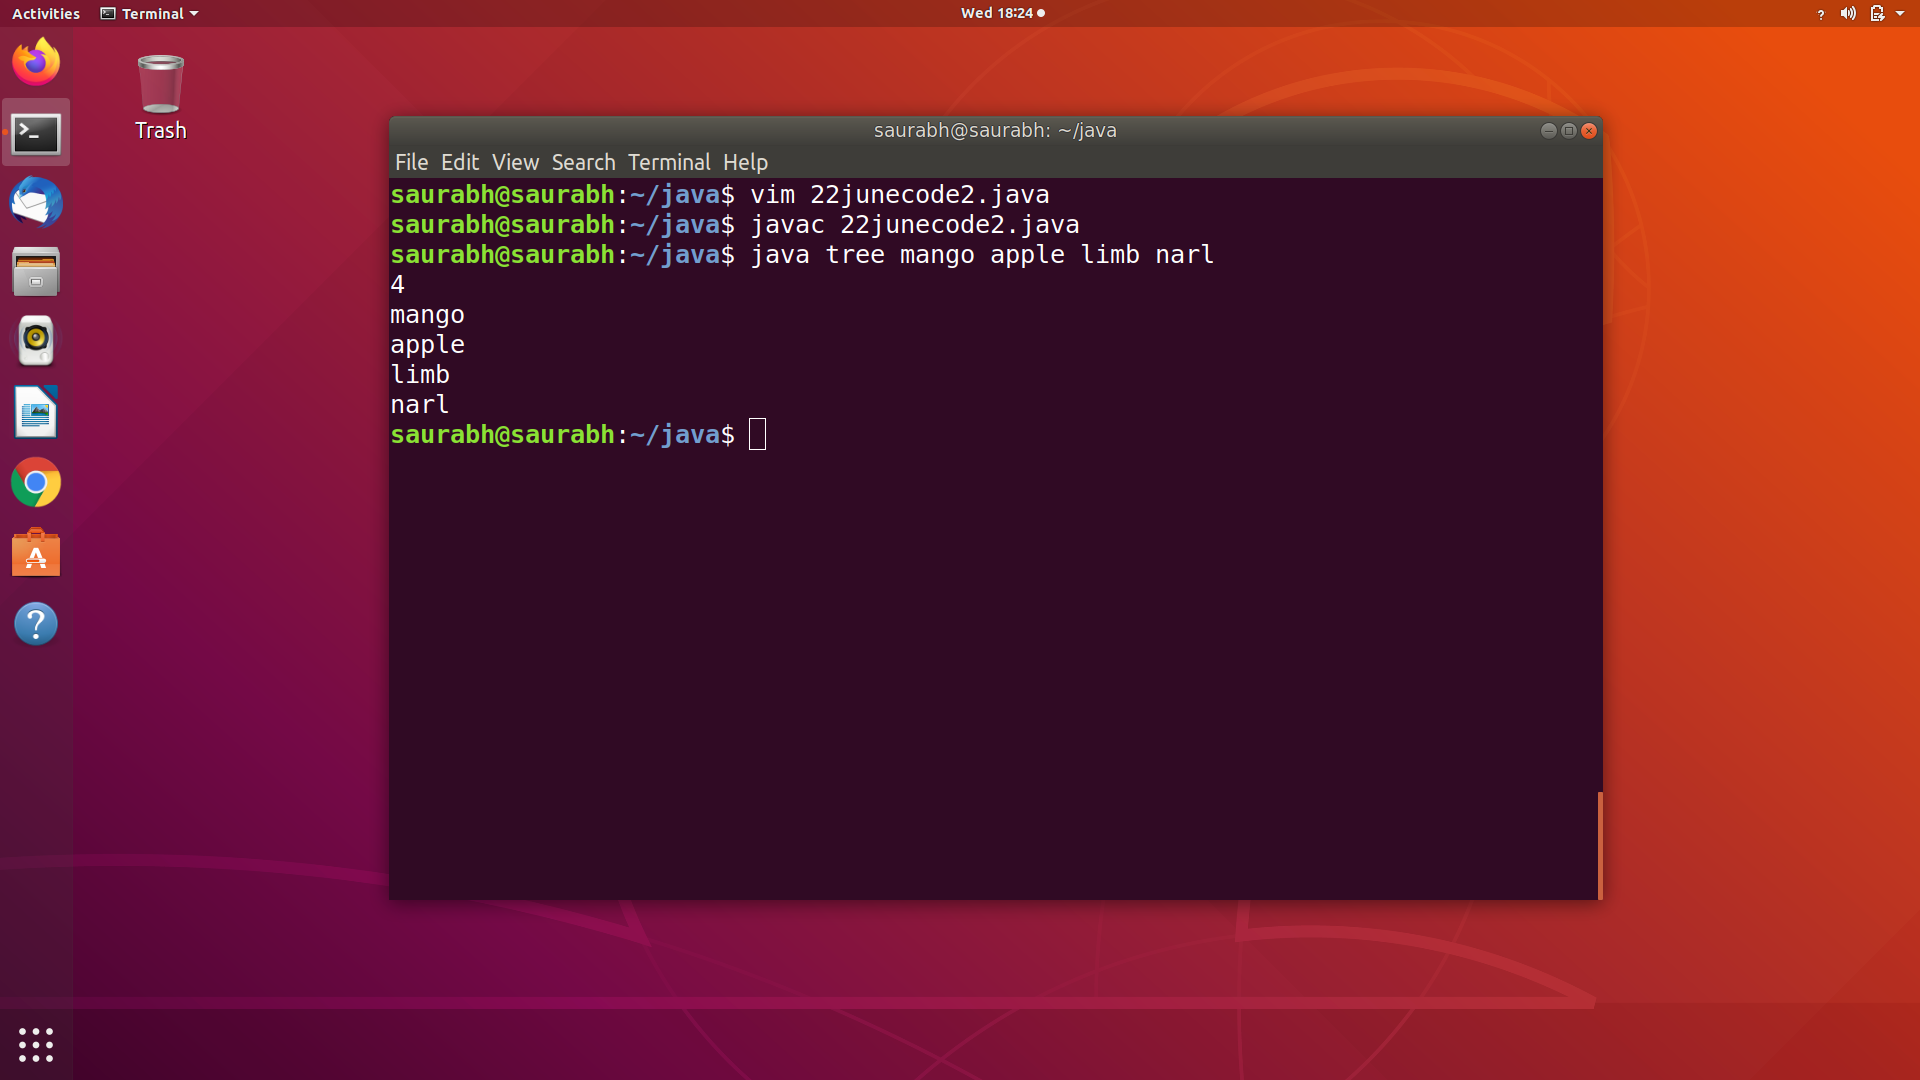 Activities Terminal Wed 18:24 ?
Trash
saurabh@saurabh: ~/java
File Edit View Search Terminal Help
saurabh@saurabh:~/java$ vim 22junecode2.java
saurabh@saurabh:~/java$ javac 22junecode2.java
saurabh@saurabh:~/java$ java tree mango apple limb narl
4
mango
apple
limb
narl
saurabh@saurabh:~/java$